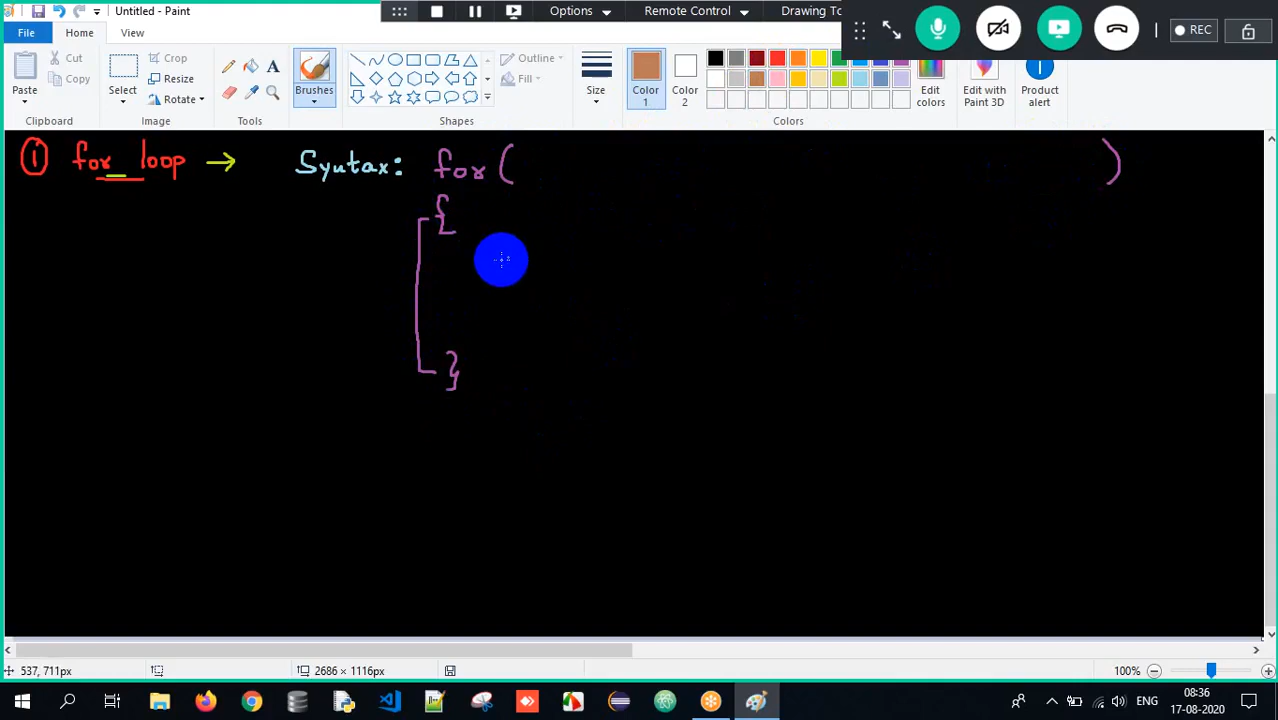 Untitled - Paint
Options
Remote Control
Drawing To
REC
File
Home
View
Paste
Cut
Copy
Select
Crop
Resize
Rotate
Brushes
Outline
Fill
Size
Color 1
Color 2
Edit colors
Edit with Paint 3D
Product alert
Clipboard
Image
Tools
Shapes
Colors
① for_loop → Syntax: for( )
{
}
537, 711px
2686 × 1116px
100%
ENG
08:36
17-08-2020